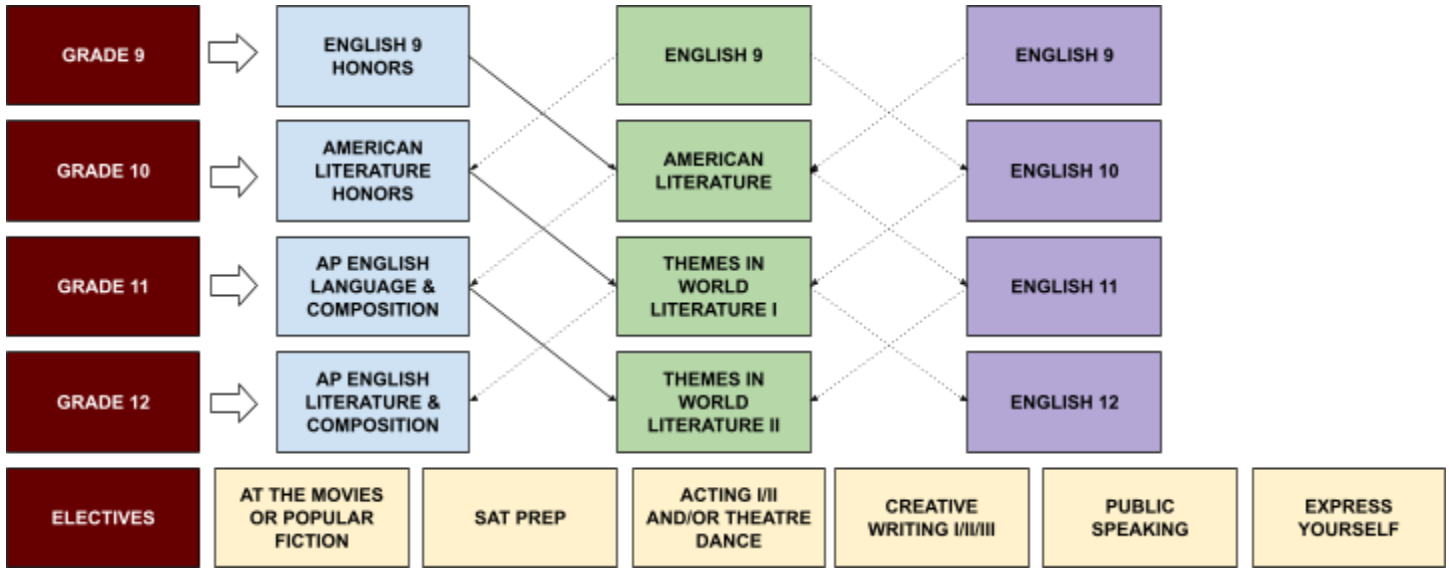 GRADE 9
ENGLISH 9
HONORS
ENGLISH 9
ENGLISH 9
GRADE 10
AMERICAN
LITERATURE
HONORS
AMERICAN
LITERATURE
ENGLISH 10
GRADE 11
AP ENGLISH
LANGUAGE &
COMPOSITION
THEMES IN
WORLD
LITERATURE I
ENGLISH 11
GRADE 12
AP ENGLISH
LITERATURE &
COMPOSITION
THEMES IN
WORLD
LITERATURE II
ENGLISH 12
ELECTIVES
AT THE MOVIES
OR POPULAR
FICTION
SAT PREP
ACTING I/II
AND/OR THEATRE
DANCE
CREATIVE
WRITING I/II/III
PUBLIC
SPEAKING
EXPRESS
YOURSELF